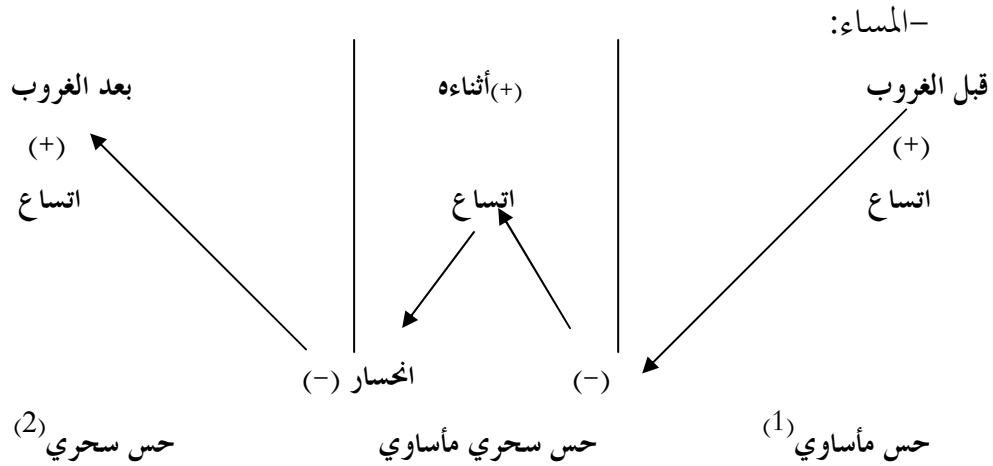 –المساء:
قبل الغروب (+)أثناءه بعد الغروب
(+) (+)
اتساع اتساع اتساع
(–) انحسار (–)
حس مأساوي(1) حس سحري مأساوي حس سحري(2)